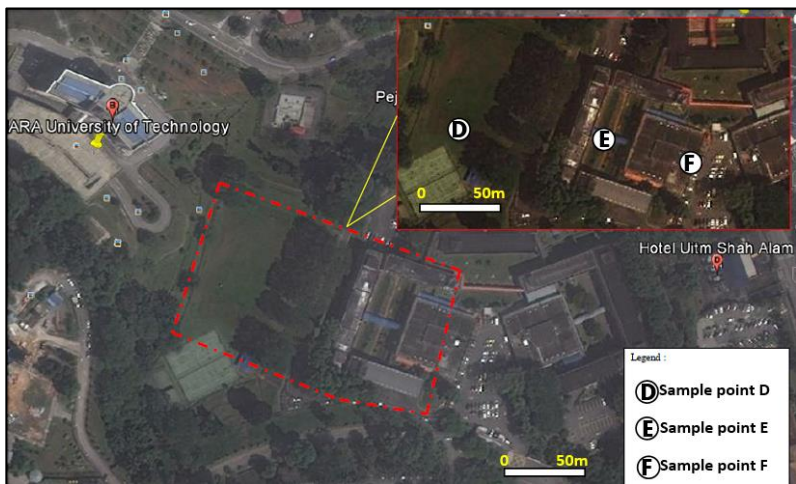 B
ARA University of Technology
Pej
D
E
F
0 50m
Hotel Uitm Shah Alam
D
Legend :
D Sample point D
E Sample point E
F Sample point F
0 50m